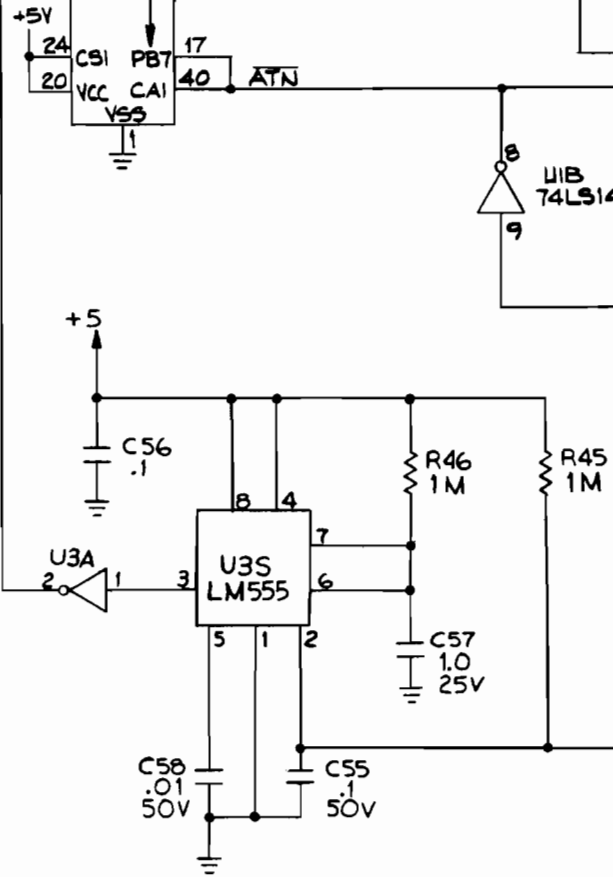 +5V
24 CS1 PB7 17
20 VCC CA1 40 ATN
VSS
1
8
U1B
74LS14
9
+5
C56
.1
R46
1M
R45
1M
8 4
7
U3A
2 1 3 U3S 6
LM555
5 1 2
C57
1.0
25V
C58
.01
50V
C55
.1
50V